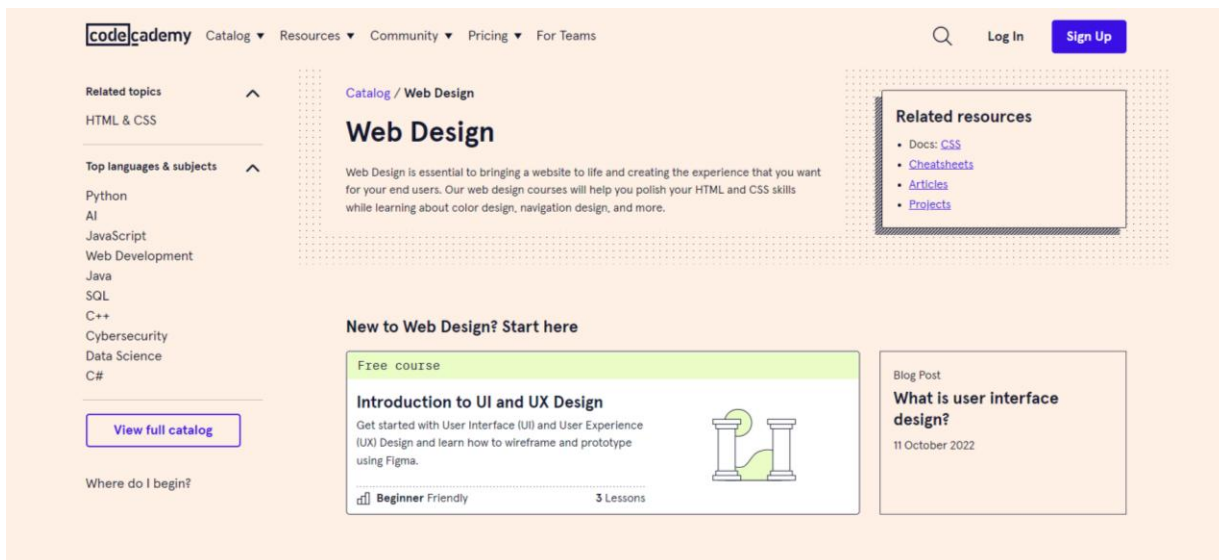 codecademy Catalog ▼ Resources ▼ Community ▼ Pricing ▼ For Teams Log In Sign Up
Related topics
HTML & CSS
Top languages & subjects
Python
AI
JavaScript
Web Development
Java
SQL
C++
Cybersecurity
Data Science
C#
View full catalog
Where do I begin?
Catalog / Web Design
Web Design
Web Design is essential to bringing a website to life and creating the experience that you want
for your end users. Our web design courses will help you polish your HTML and CSS skills
while learning about color design, navigation design, and more.
Related resources
• Docs: CSS
• Cheatsheets
• Articles
• Projects
New to Web Design? Start here
Free course
Introduction to UI and UX Design
Get started with User Interface (UI) and User Experience
(UX) Design and learn how to wireframe and prototype
using Figma.
Beginner Friendly 3 Lessons
Blog Post
What is user interface
design?
11 October 2022